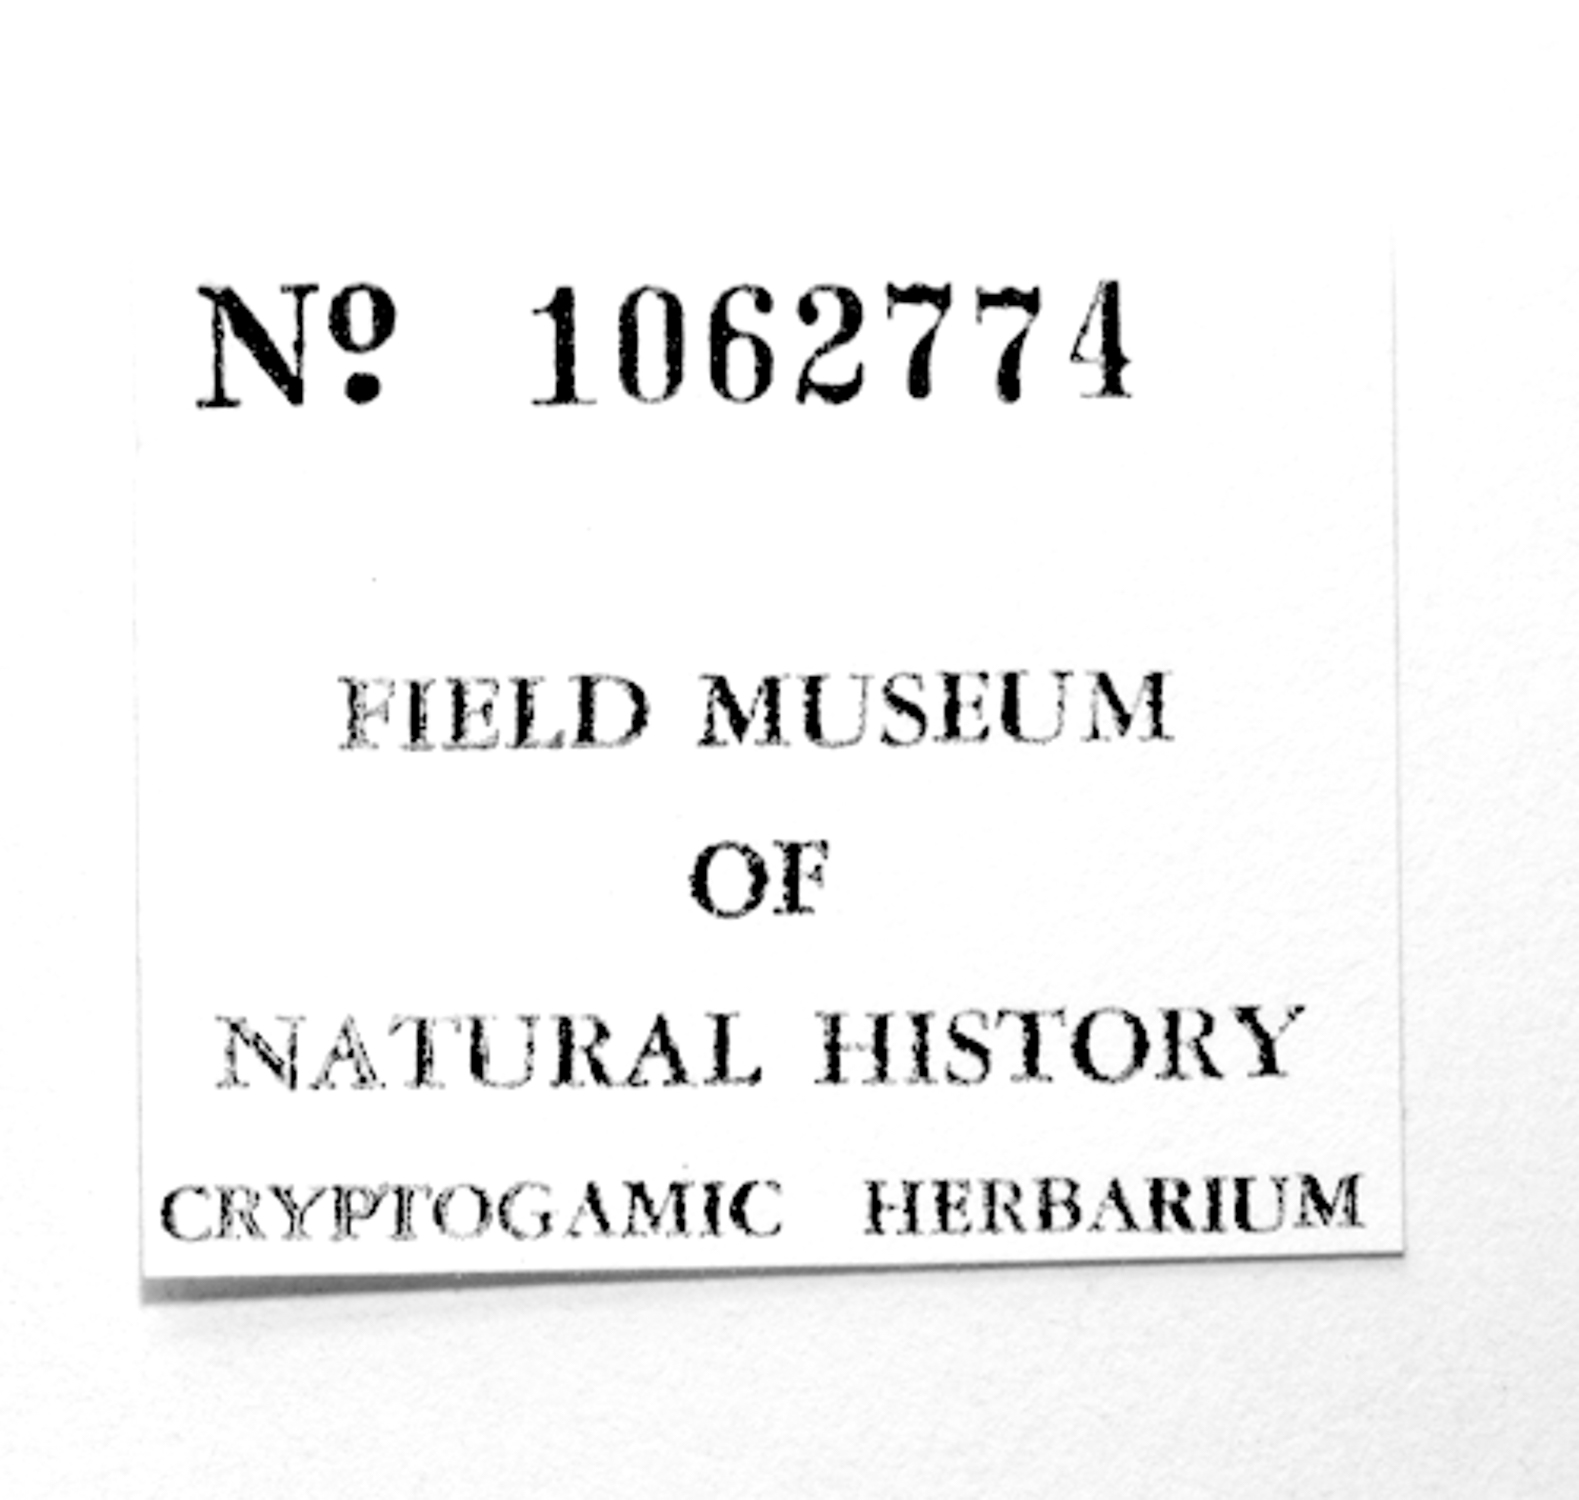 Nº 1062774
FIELD MUSEUM
OF
NATURAL HISTORY
CRYPTOGAMIC HERBARIUM